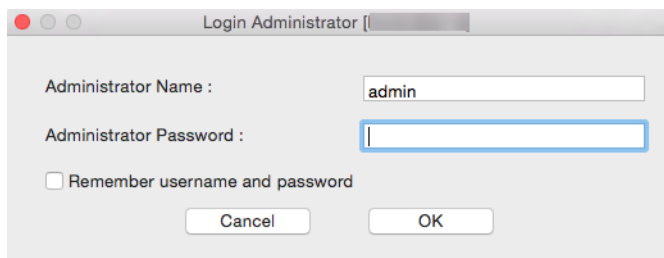 Login Administrator [
Administrator Name :
admin
Administrator Password :
Remember username and password
Cancel
OK